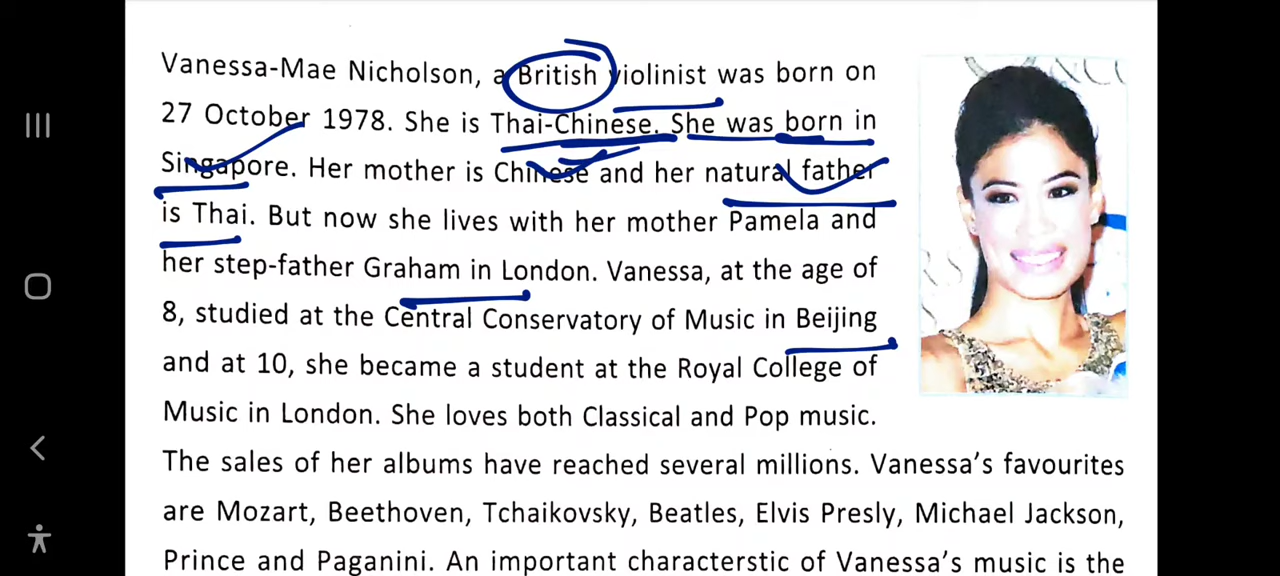 Vanessa-Mae Nicholson, a British violinist was born on
27 October 1978. She is Thai-Chinese. She was born in
Singapore. Her mother is Chinese and her natural father
is Thai. But now she lives with her mother Pamela and
her step-father Graham in London. Vanessa, at the age of
8, studied at the Central Conservatory of Music in Beijing
and at 10, she became a student at the Royal College of
Music in London. She loves both Classical and Pop music.
The sales of her albums have reached several millions. Vanessa’s favourites
are Mozart, Beethoven, Tchaikovsky, Beatles, Elvis Presly, Michael Jackson,
Prince and Paganini. An important characterstic of Vanessa’s music is the